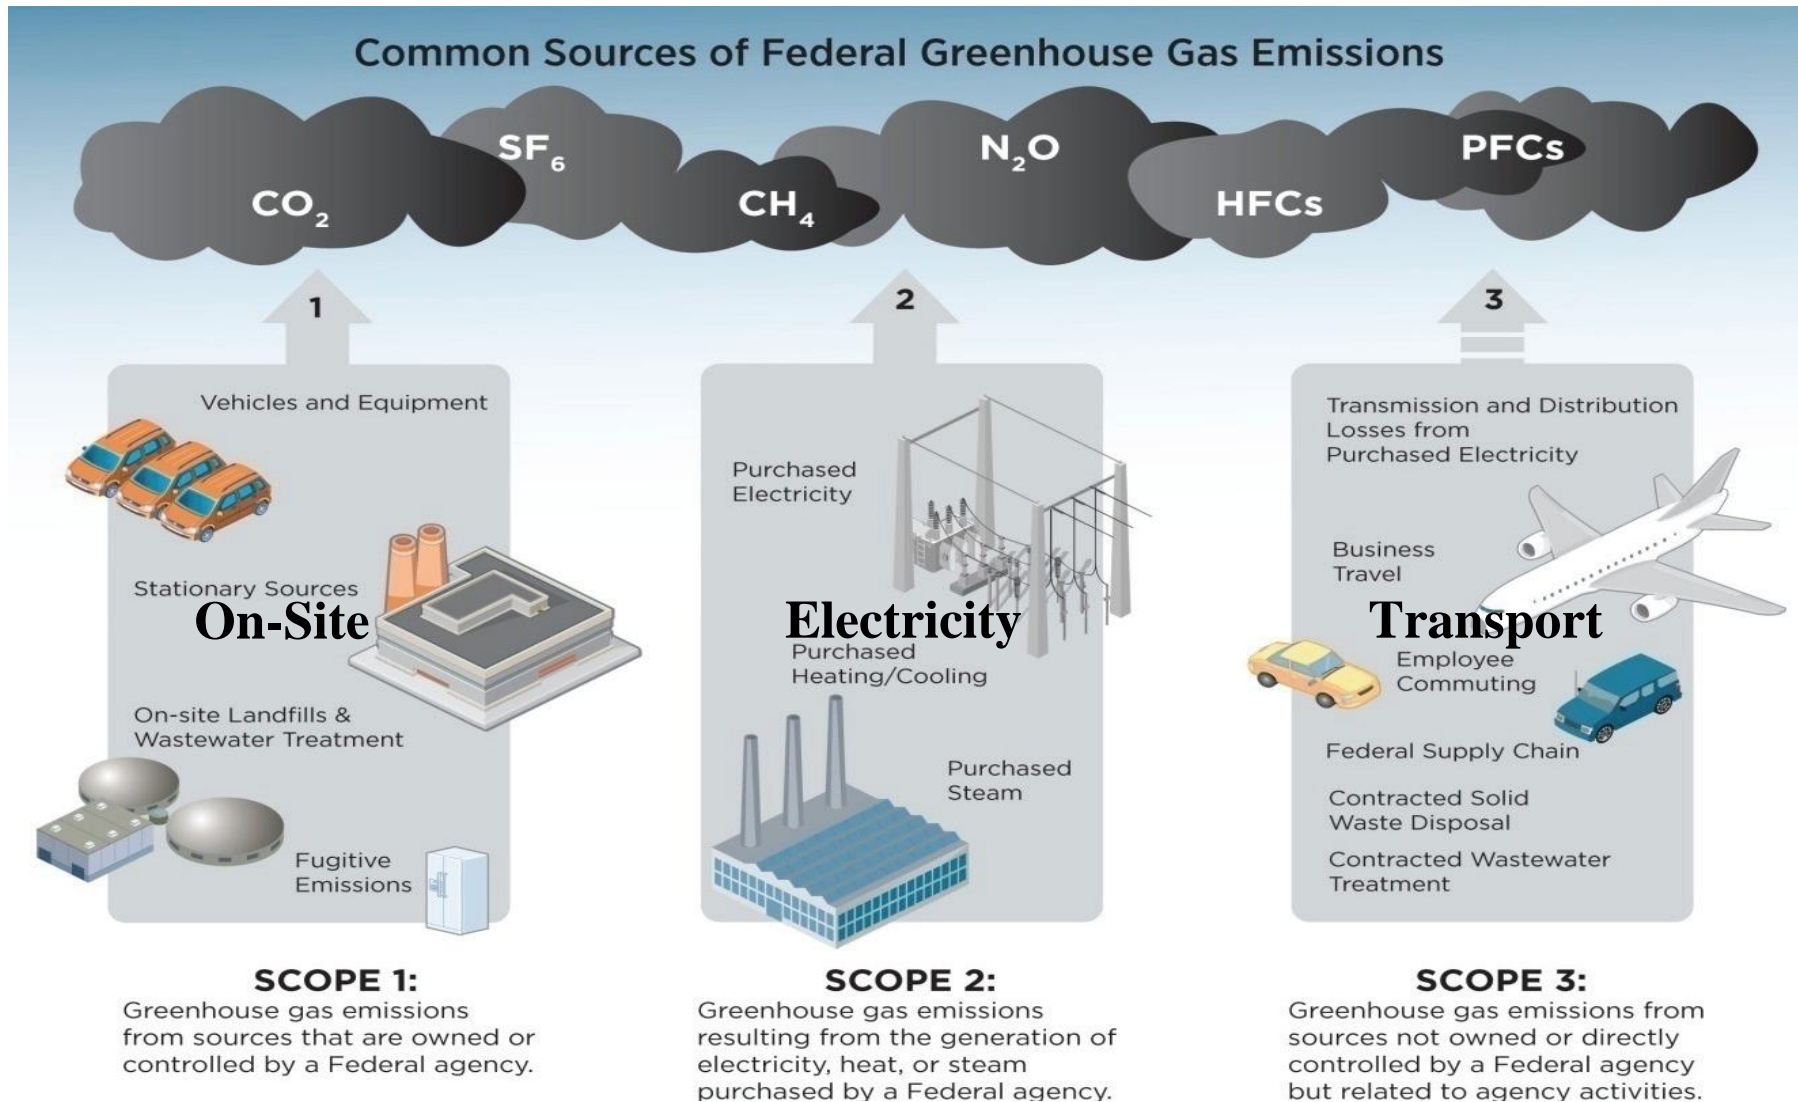 Common Sources of Federal Greenhouse Gas Emissions
CO₂
SF₆
CH₄
N₂O
HFCs
PFCs
1
Vehicles and Equipment
Stationary Sources
On-Site
On-site Landfills &
Wastewater Treatment
Fugitive
Emissions
SCOPE 1:
Greenhouse gas emissions
from sources that are owned or
controlled by a Federal agency.
2
Purchased
Electricity
Electricity
Purchased
Heating/Cooling
Purchased
Steam
SCOPE 2:
Greenhouse gas emissions
resulting from the generation of
electricity, heat, or steam
purchased by a Federal agency.
3
Transmission and Distribution
Losses from
Purchased Electricity
Business
Travel
Transport
Employee
Commuting
Federal Supply Chain
Contracted Solid
Waste Disposal
Contracted Wastewater
Treatment
SCOPE 3:
Greenhouse gas emissions from
sources not owned or directly
controlled by a Federal agency
but related to agency activities.